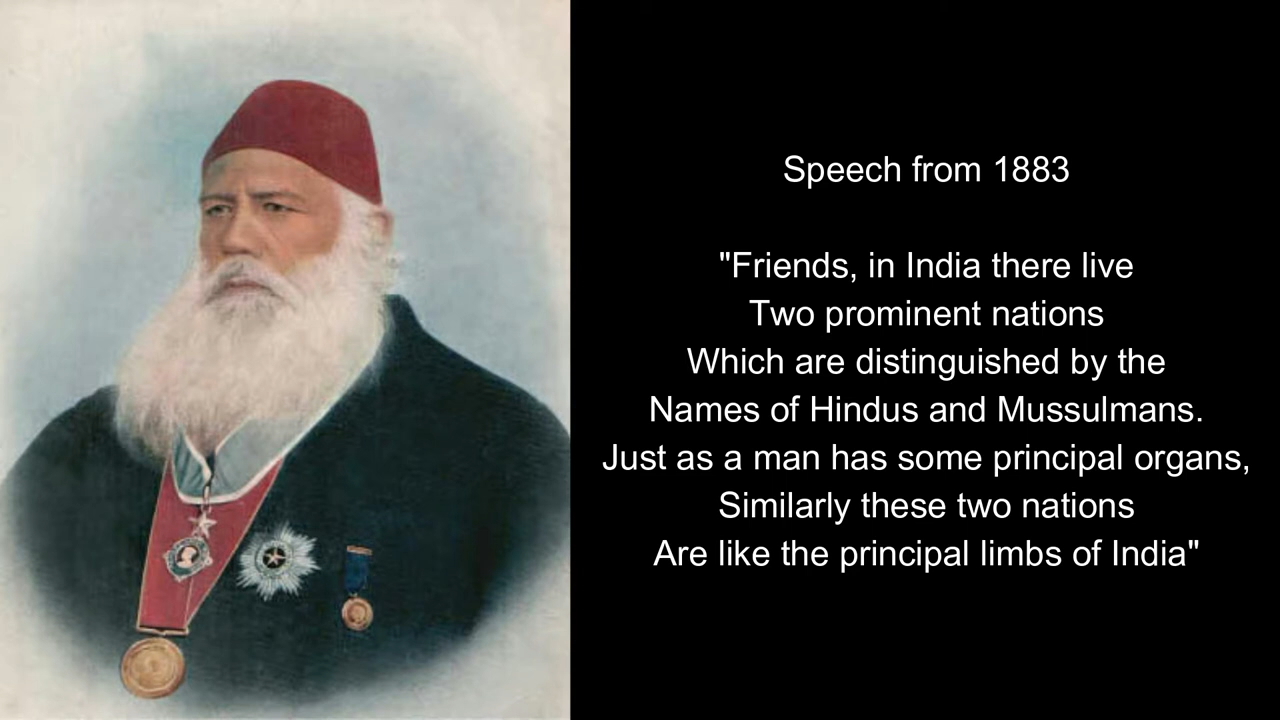 Speech from 1883
"Friends, in India there live
Two prominent nations
Which are distinguished by the
Names of Hindus and Mussulmans.
Just as a man has some principal organs,
Similarly these two nations
Are like the principal limbs of India"